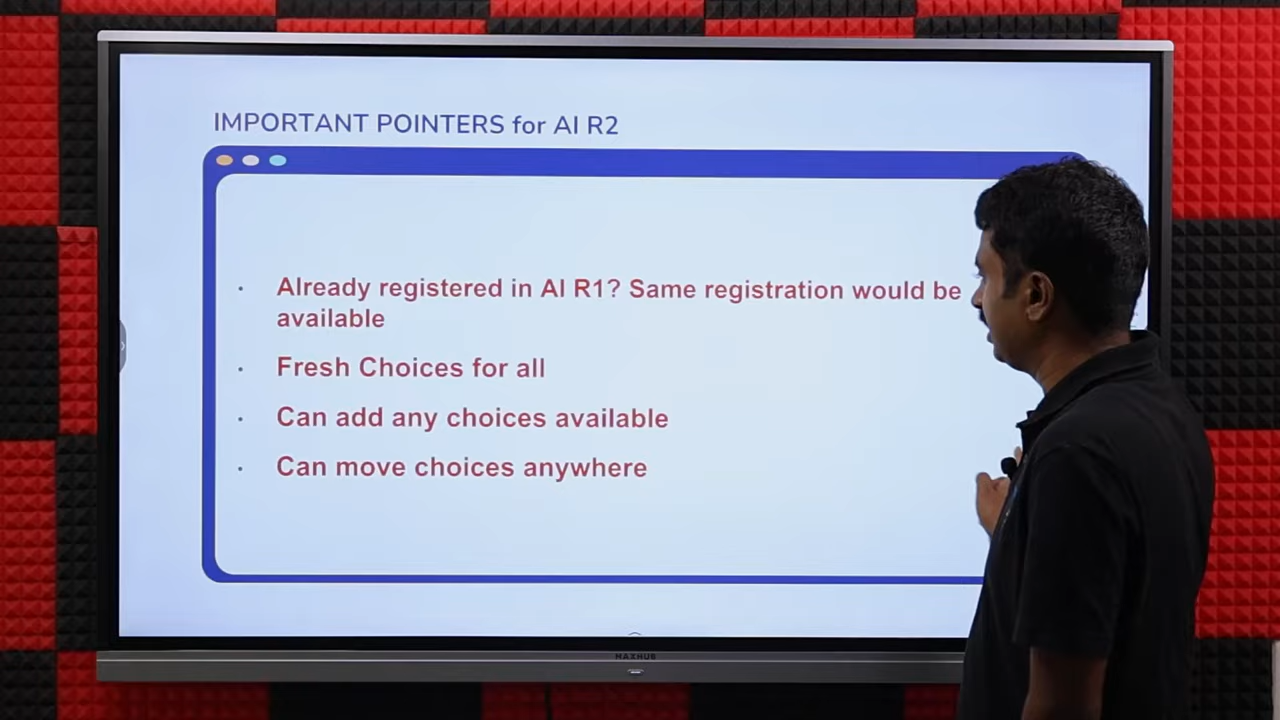 IMPORTANT POINTERS for AI R2
· Already registered in AI R1? Same registration would be
available
· Fresh Choices for all
· Can add any choices available
· Can move choices anywhere
MAXHUB